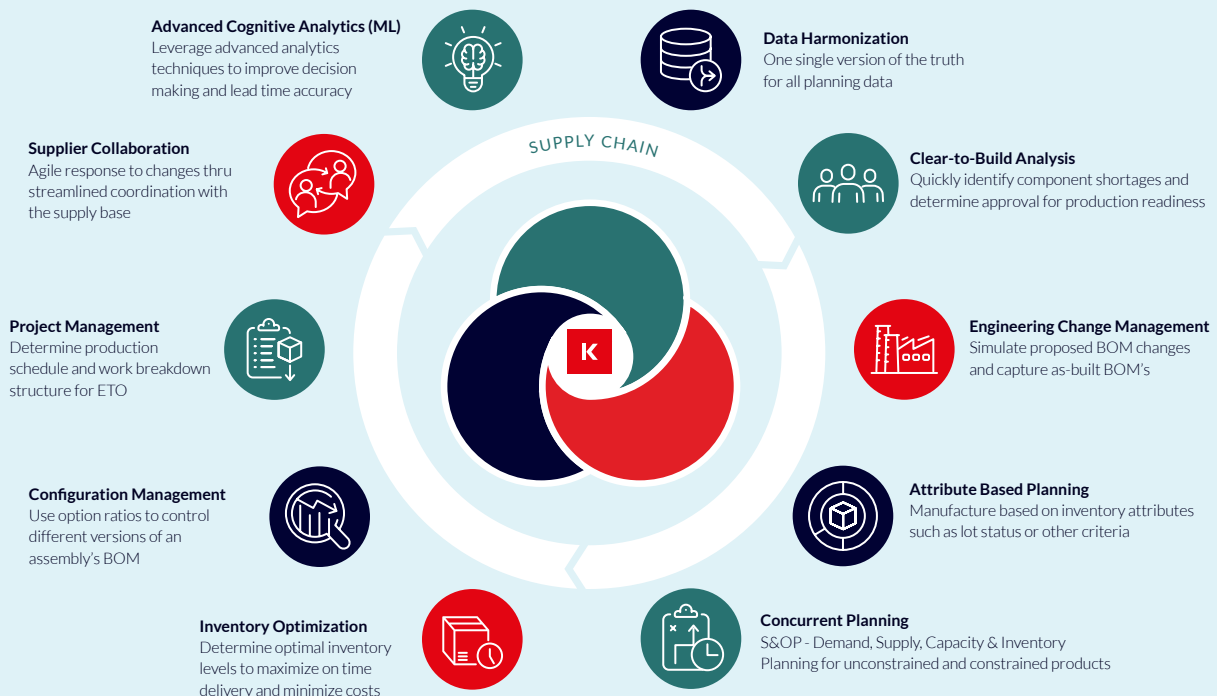 Advanced Cognitive Analytics (ML)
Leverage advanced analytics
techniques to improve decision
making and lead time accuracy
Data Harmonization
One single version of the truth
for all planning data
SUPPLY CHAIN
Supplier Collaboration
Agile response to changes thru
streamlined coordination with
the supply base
Clear-to-Build Analysis
Quickly identify component shortages and
determine approval for production readiness
Project Management
Determine production
schedule and work breakdown
structure for ETO
K
Engineering Change Management
Simulate proposed BOM changes
and capture as-built BOM's
Configuration Management
Use option ratios to control
different versions of an
assembly's BOM
Attribute Based Planning
Manufacture based on inventory attributes
such as lot status or other criteria
Inventory Optimization
Determine optimal inventory
levels to maximize on time
delivery and minimize costs
Concurrent Planning
S&OP - Demand, Supply, Capacity & Inventory
Planning for unconstrained and constrained products